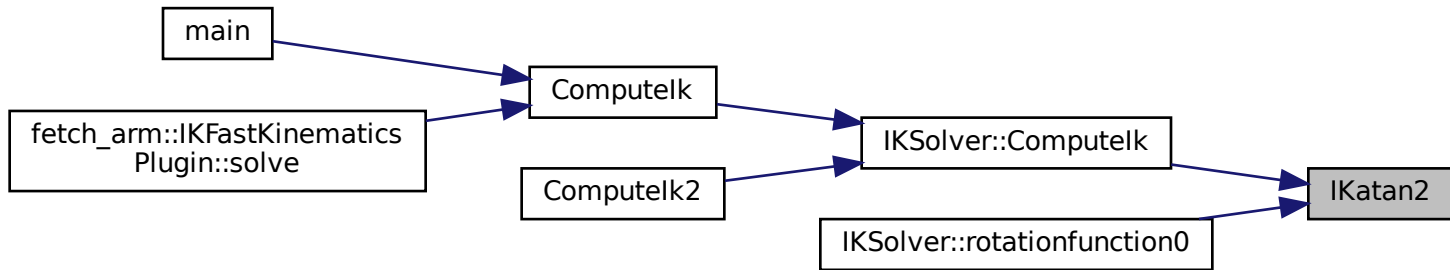 main
fetch_arm::IKFastKinematics
Plugin::solve
ComputeIk
ComputeIk2
IKSolver::ComputeIk
IKSolver::rotationfunction0
IKatan2